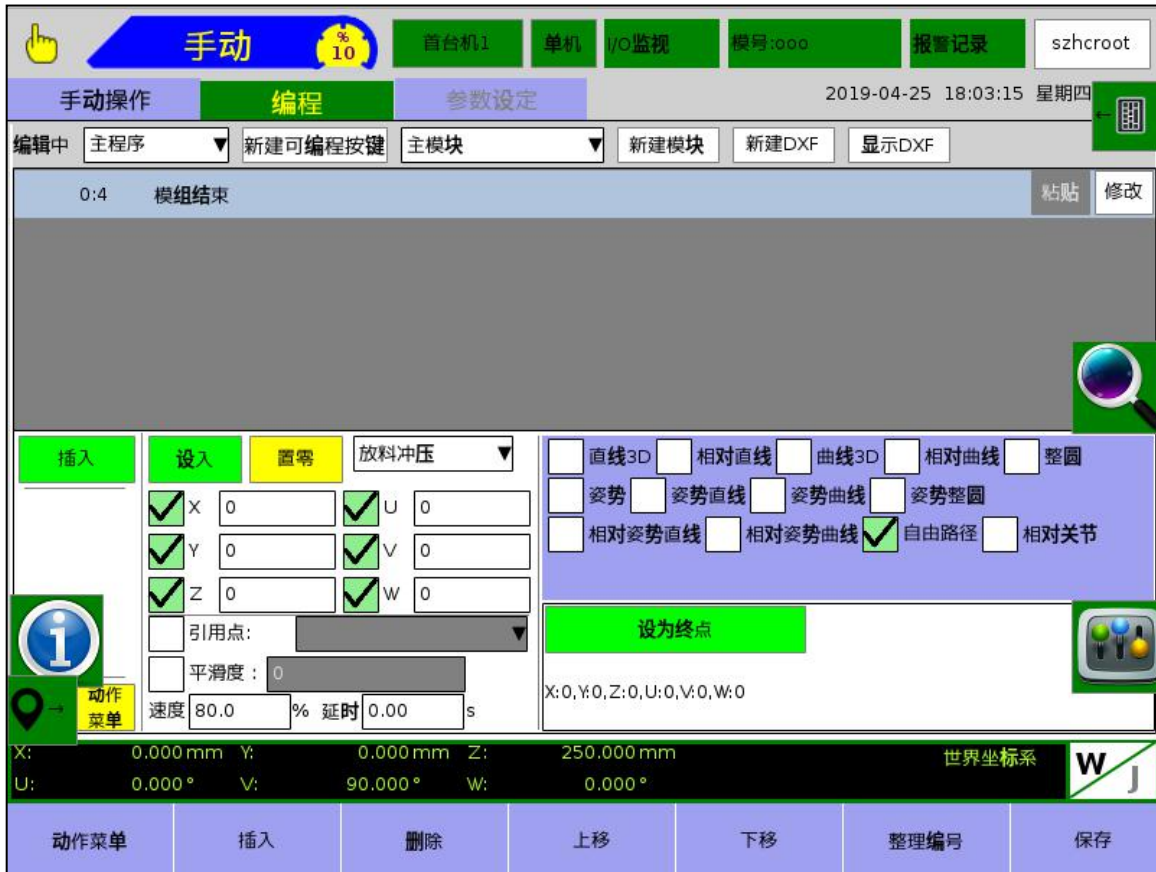 手动 % 10 首台机1 单机 I/O监视 模号:ooo 报警记录 szhcroot
手动操作 编程 参数设定 2019-04-25 18:03:15 星期四
编辑中 主程序 新建可编程按键 主模块 新建模块 新建DXF 显示DXF
0:4 模组结束 粘贴 修改
插入 设入 置零 放料冲压 直线3D 相对直线 曲线3D 相对曲线 整圆
姿势 姿势直线 姿势曲线 姿势整圆
X 0 U 0
相对姿势直线 相对姿势曲线 自由路径 相对关节
Y 0 V 0
Z 0 W 0
引用点: 设为终点
平滑度：0
X:0,Y:0,Z:0,U:0,V:0,W:0
动作菜单 速度 80.0 % 延时 0.00 s
X: 0.000mm Y: 0.000mm Z: 250.000mm 世界坐标系 W J
U: 0.000° V: 90.000° W: 0.000°
动作菜单 插入 删除 上移 下移 整理编号 保存